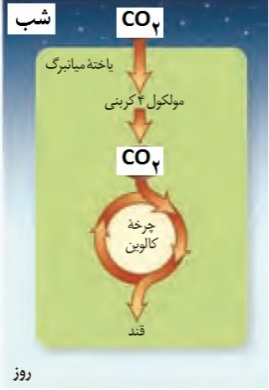 شب
CO۲
یاختهٔ میانبرگ
مولکول ۴ کربنی
CO۲
چرخهٔ
کالوین
قند
روز